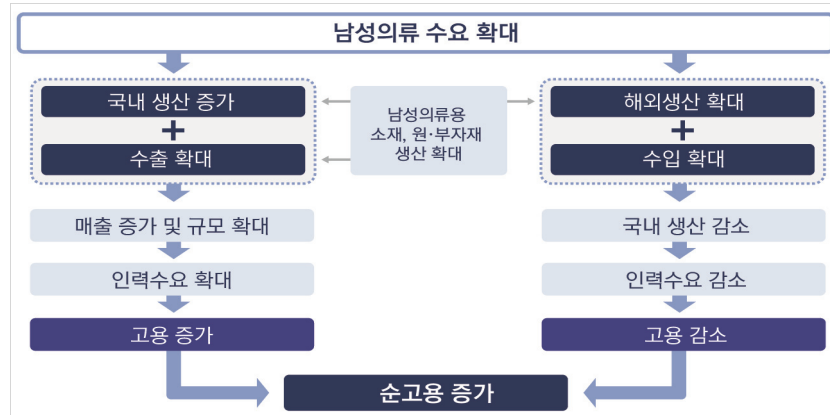 남성의류 수요 확대
국내 생산 증가
+
수출 확대
남성의류용
소재, 원·부자재
생산 확대
해외생산 확대
+
수입 확대
매출 증가 및 규모 확대
인력수요 확대
고용 증가
국내 생산 감소
인력수요 감소
고용 감소
순고용 증가